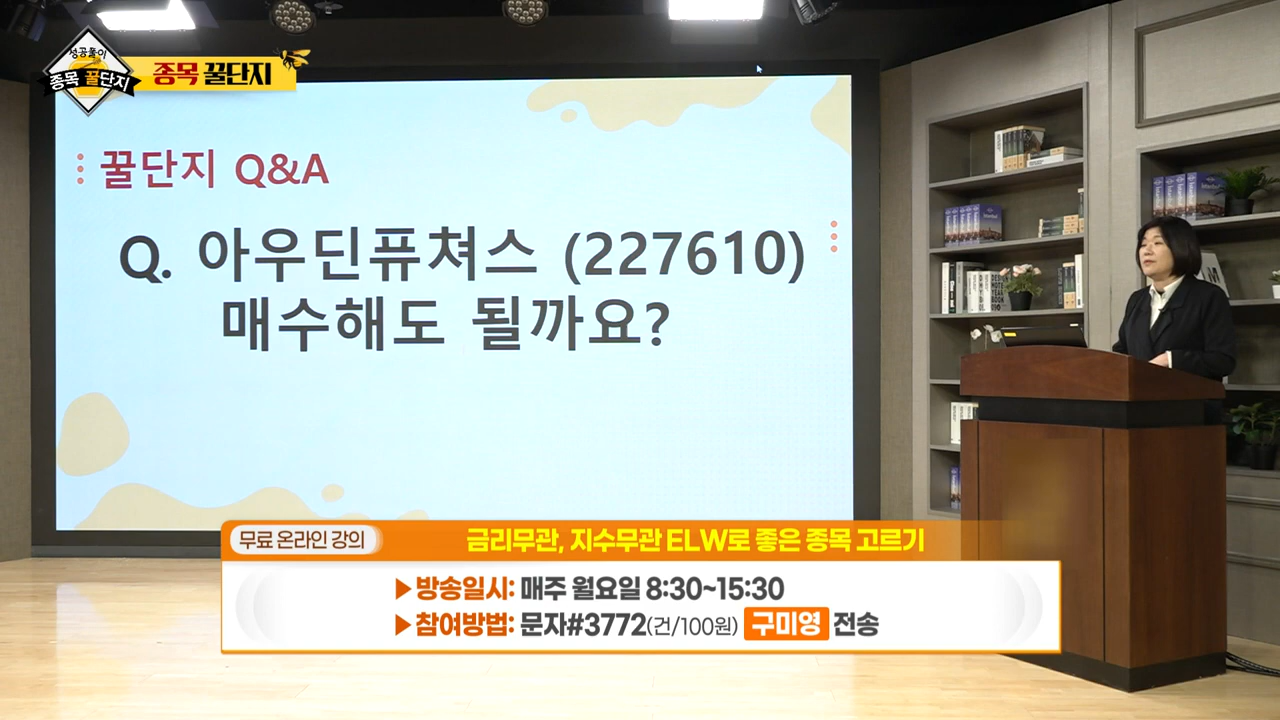 성공풀이
종목 꿀단지
종목 꿀단지
꿀단지 Q&A
Q. 아우딘퓨쳐스 (227610)
매수해도 될까요?
무료 온라인 강의
금리무관, 지수무관 ELW로 좋은 종목 고르기
▶방송일시: 매주 월요일 8:30~15:30
▶참여방법: 문자#3772(건/100원) 구미영 전송